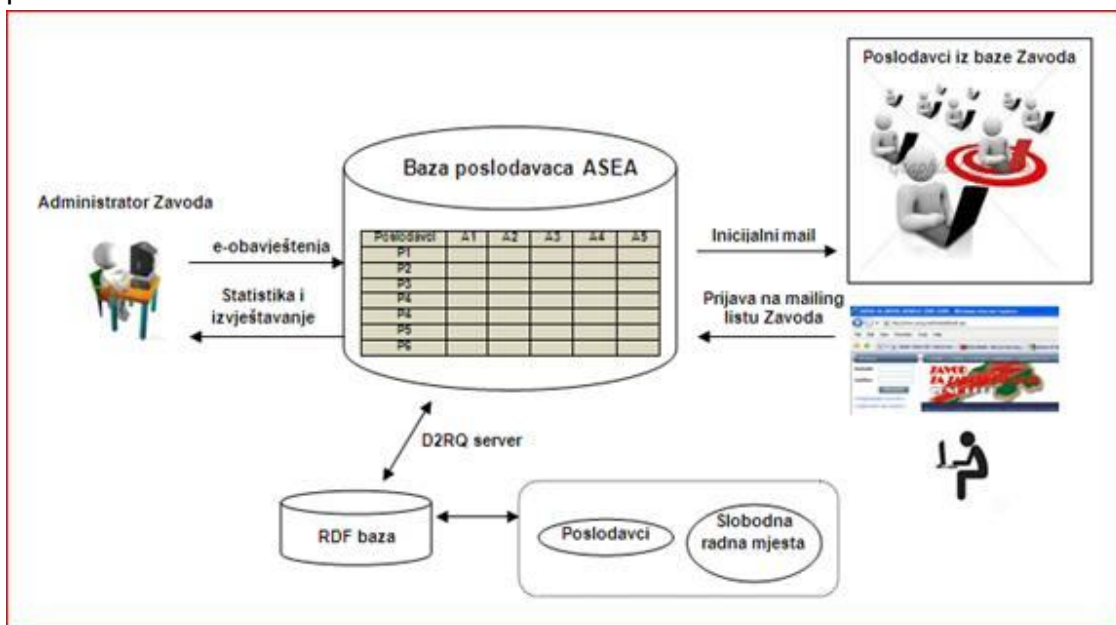 Poslodavci iz baze Zavoda
Baza poslodavaca ASEA
Administrator Zavoda
e-obavještenja
Statistika i
izvještavanje
Poslodavci A1 A2 A3 A4 A5
P1
P2
P3
P4
P4
P5
P6
Inicijalni mail
Prijava na mailing
listu Zavoda
ZAVOD
D2RQ server
RDF baza
Poslodavci
Slobodna
radna mjesta